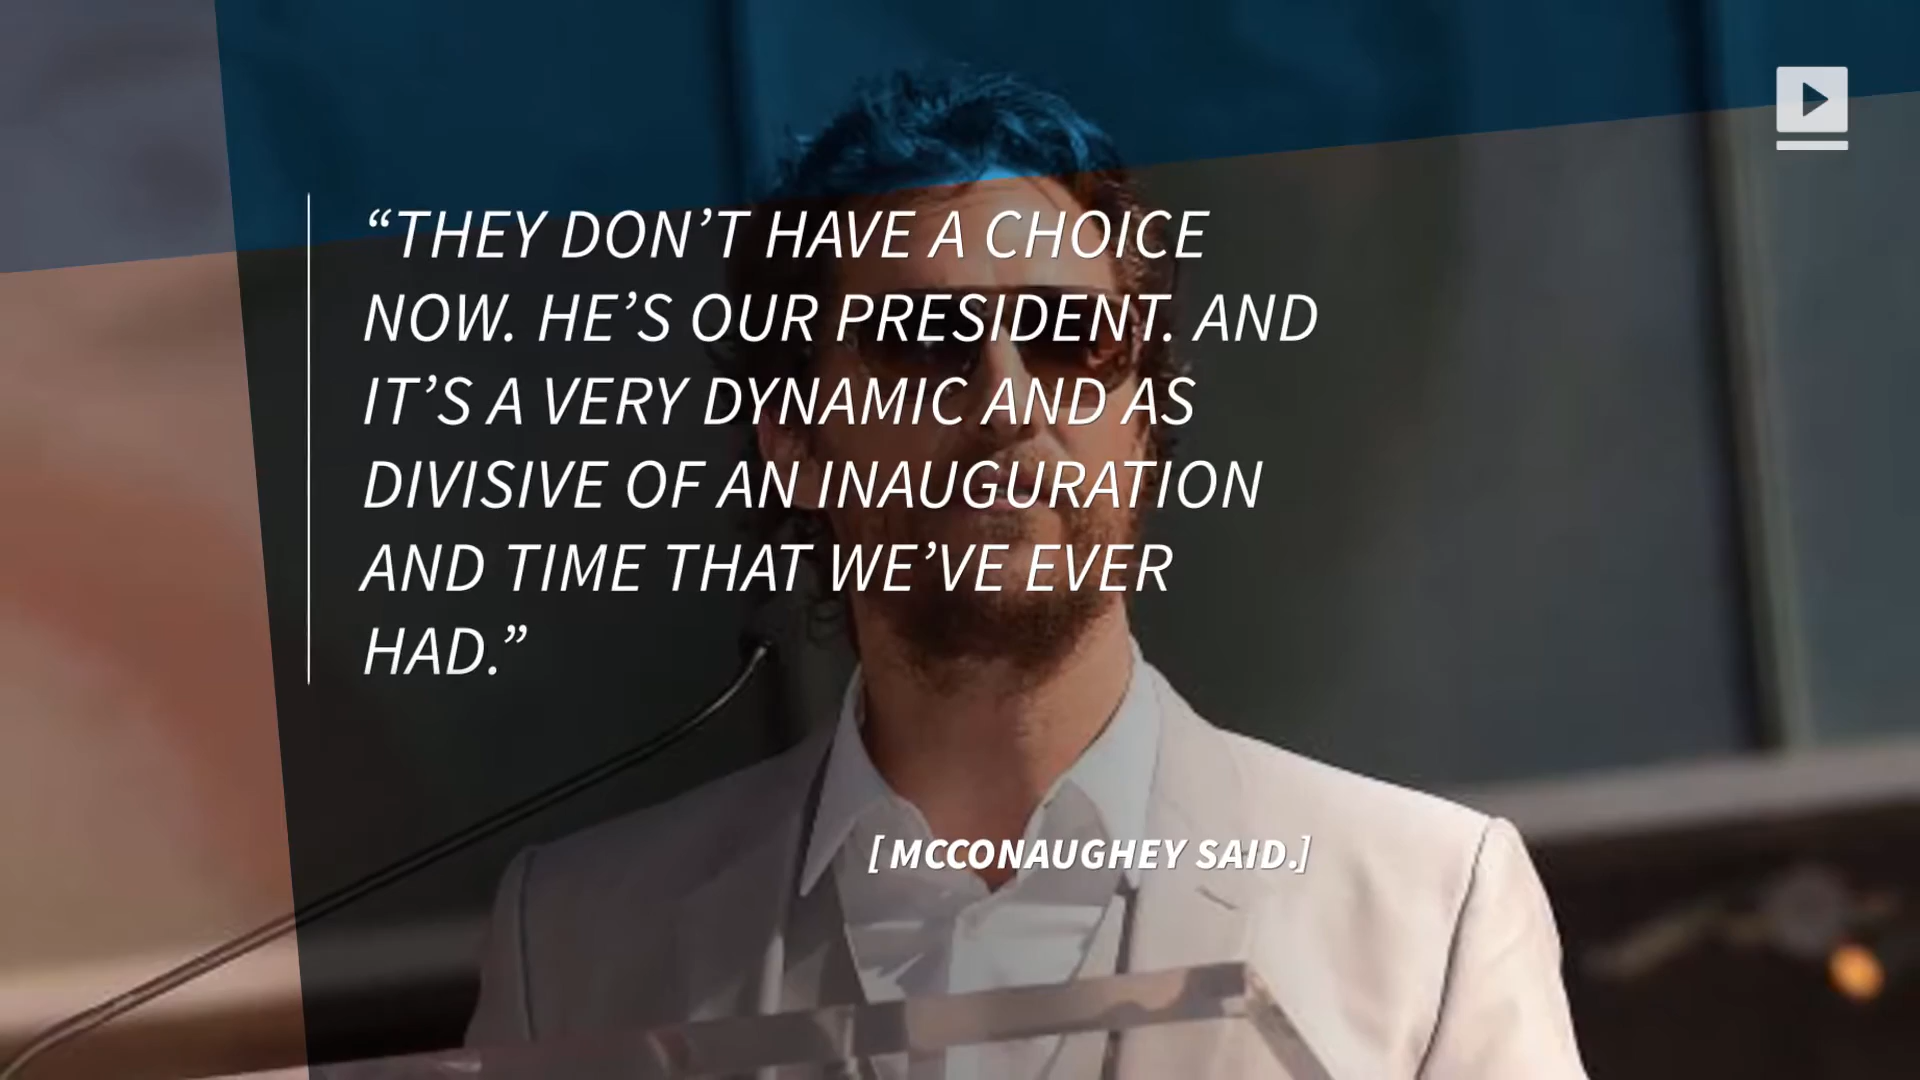 “THEY DON’T HAVE A CHOICE
NOW. HE’S OUR PRESIDENT. AND
IT’S A VERY DYNAMIC AND AS
DIVISIVE OF AN INAUGURATION
AND TIME THAT WE’VE EVER
HAD.”
[MCCONAUGHEY SAID.]